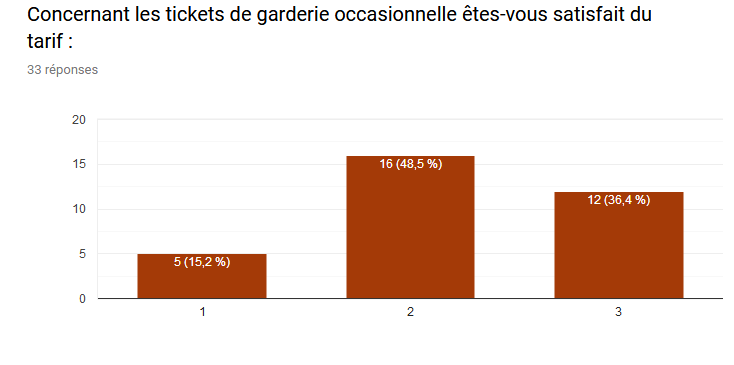 Concernant les tickets de garderie occasionnelle êtes-vous satisfait du
tarif :
33 réponses
20
15
10
5
0
5 (15,2 %)
16 (48,5 %)
12 (36,4 %)
1
2
3